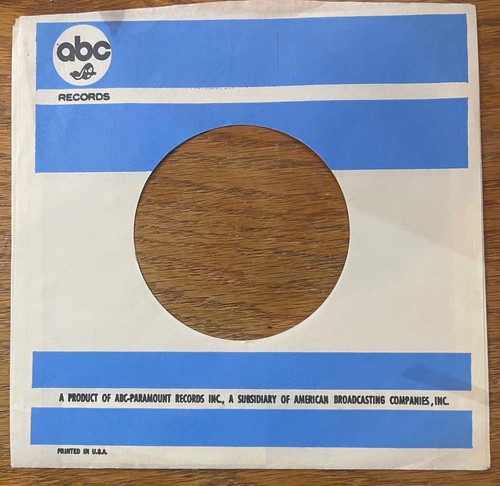 abc
RECORDS
A PRODUCT OF ABC-PARAMOUNT RECORDS INC., A SUBSIDIARY OF AMERICAN BROADCASTING COMPANIES, INC.
PRINTED IN U.S.A.